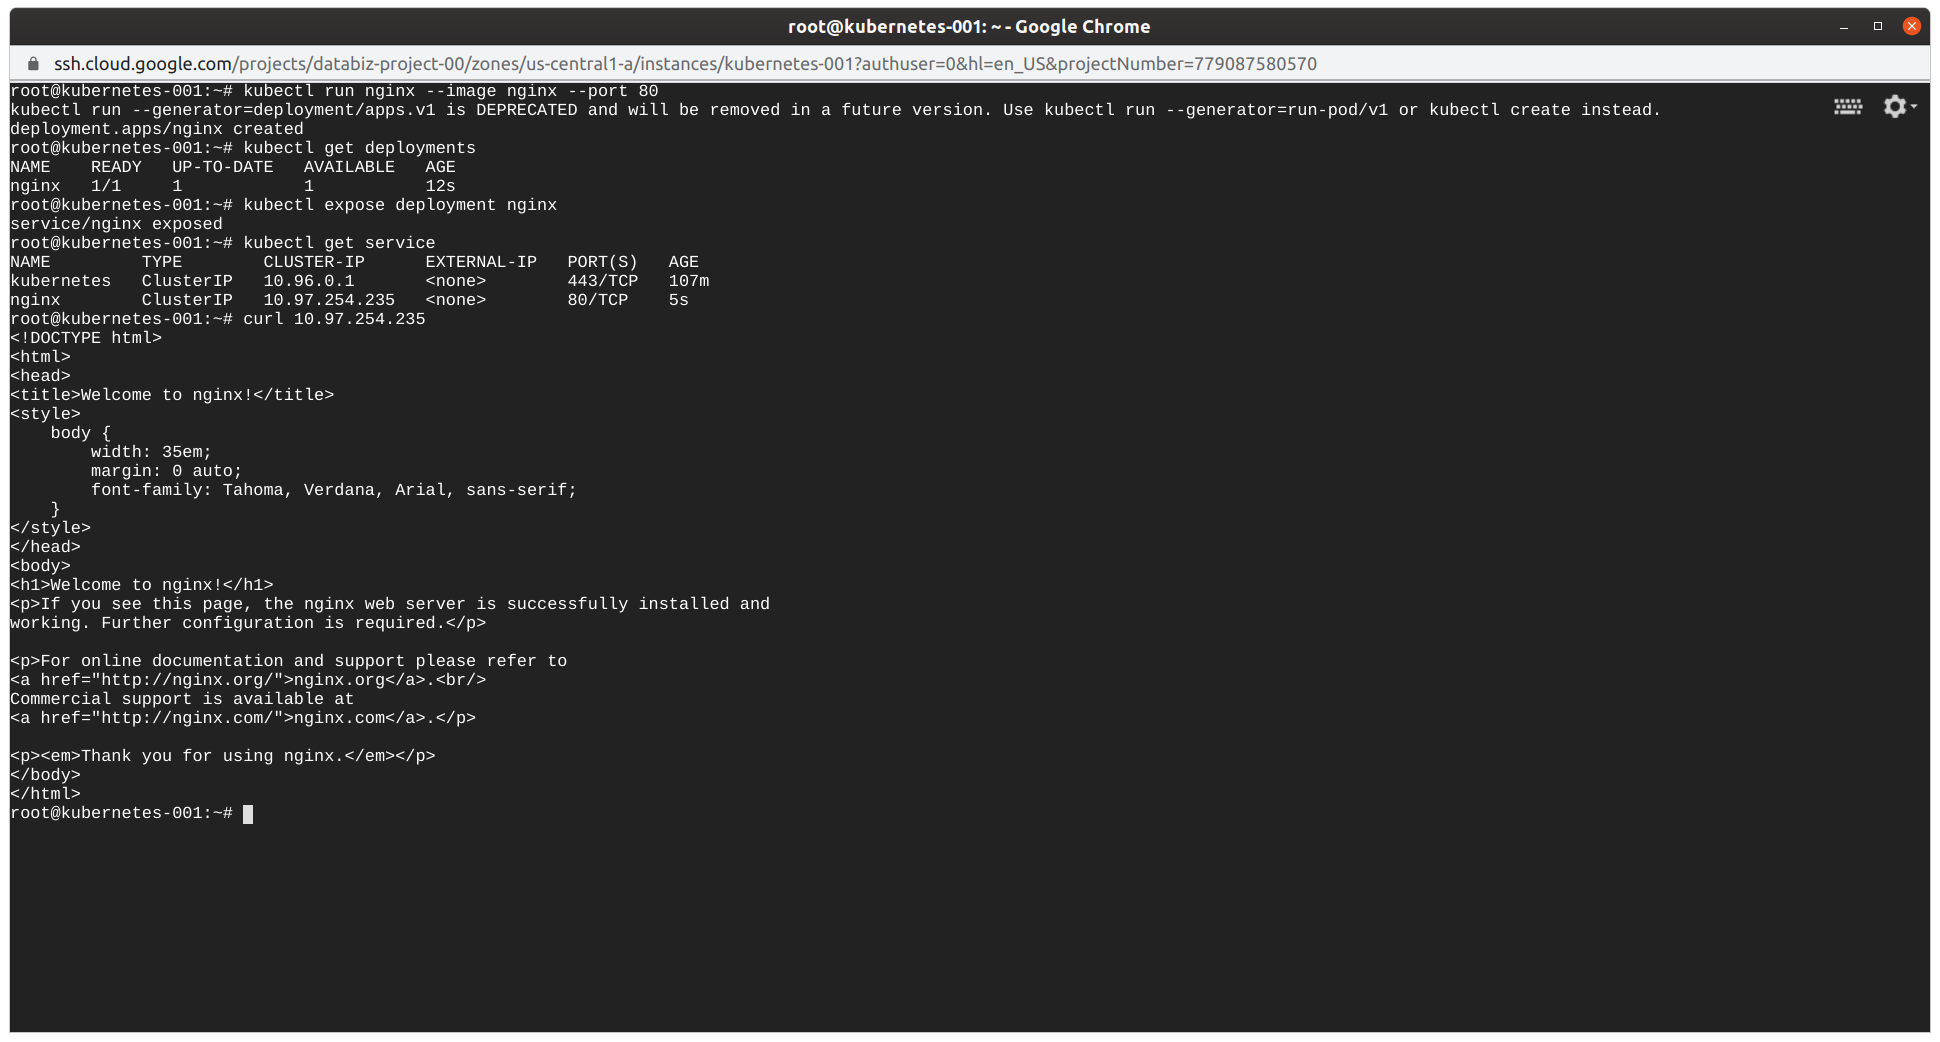 root@kubernetes-001: ~ - Google Chrome
ssh.cloud.google.com/projects/databiz-project-00/zones/us-central1-a/instances/kubernetes-001?authuser=0&hl=en_US&projectNumber=779087580570
root@kubernetes-001:~# kubectl run nginx --image nginx --port 80
kubectl run --generator=deployment/apps.v1 is DEPRECATED and will be removed in a future version. Use kubectl run --generator=run-pod/v1 or kubectl create instead.
deployment.apps/nginx created
root@kubernetes-001:~# kubectl get deployments
NAME    READY   UP-TO-DATE   AVAILABLE   AGE
nginx   1/1     1            1           12s
root@kubernetes-001:~# kubectl expose deployment nginx
service/nginx exposed
root@kubernetes-001:~# kubectl get service
NAME         TYPE        CLUSTER-IP      EXTERNAL-IP   PORT(S)   AGE
kubernetes   ClusterIP   10.96.0.1       <none>        443/TCP   107m
nginx        ClusterIP   10.97.254.235   <none>        80/TCP    5s
root@kubernetes-001:~# curl 10.97.254.235
<!DOCTYPE html>
<html>
<head>
<title>Welcome to nginx!</title>
<style>
    body {
        width: 35em;
        margin: 0 auto;
        font-family: Tahoma, Verdana, Arial, sans-serif;
    }
</style>
</head>
<body>
<h1>Welcome to nginx!</h1>
<p>If you see this page, the nginx web server is successfully installed and
working. Further configuration is required.</p>

<p>For online documentation and support please refer to
<a href="http://nginx.org/">nginx.org</a>.<br/>
Commercial support is available at
<a href="http://nginx.com/">nginx.com</a>.</p>

<p><em>Thank you for using nginx.</em></p>
</body>
</html>
root@kubernetes-001:~#